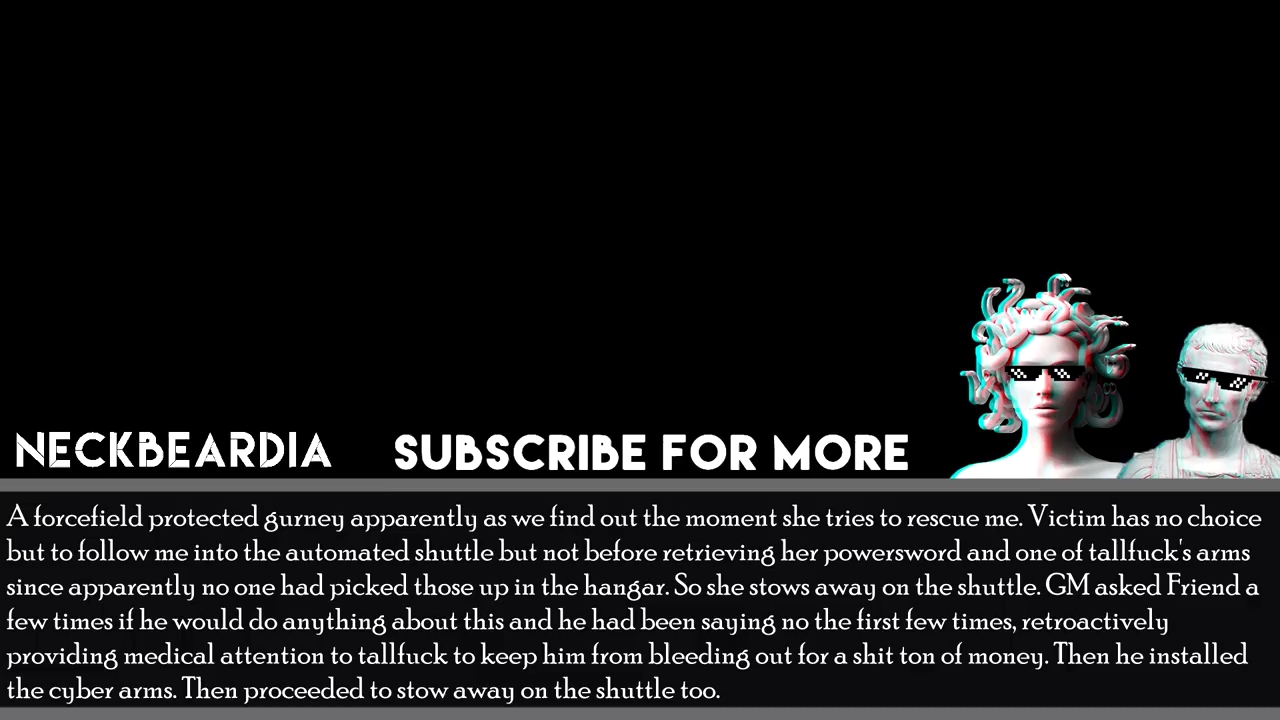 NECKBEARDIA
SUBSCRIBE FOR MORE
A forcefield protected gurney apparently as we find out the moment she tries to rescue me. Victim has no choice
but to follow me into the automated shuttle but not before retrieving her powersword and one of tallfuck's arms
since apparently no one had picked those up in the hangar. So she stows away on the shuttle. GM asked Friend a
few times if he would do anything about this and he had been saying no the first few times, retroactively
providing medical attention to tallfuck to keep him from bleeding out for a shit ton of money. Then he installed
the cyber arms. Then proceeded to stow away on the shuttle too.